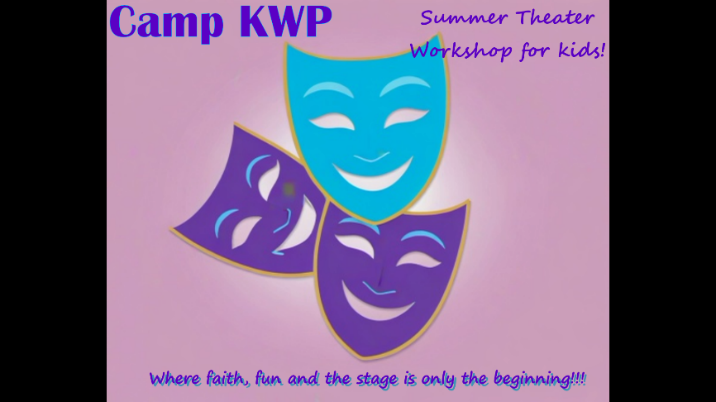 Camp KWP
Summer Theater
Workshop for kids!
Where faith, fun and the stage is only the beginning!!!